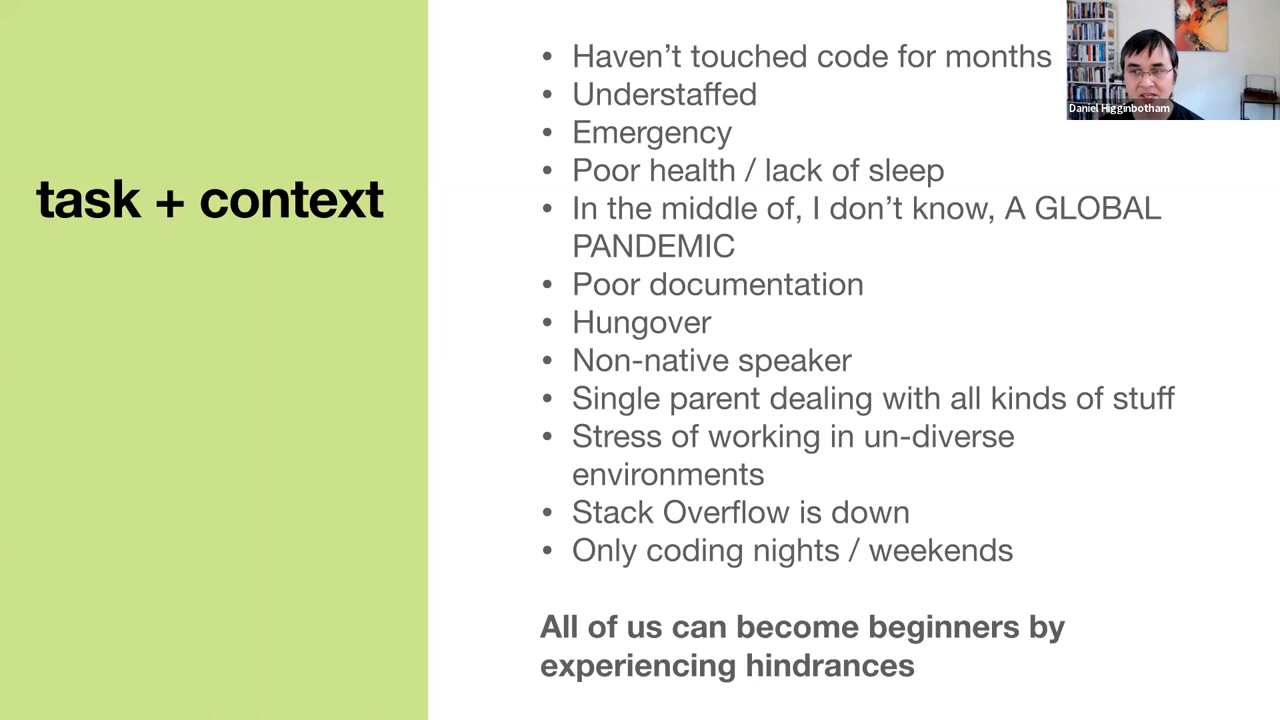 task + context
• Haven’t touched code for months
• Understaffed
• Emergency
• Poor health / lack of sleep
• In the middle of, I don’t know, A GLOBAL
PANDEMIC
• Poor documentation
• Hungover
• Non-native speaker
• Single parent dealing with all kinds of stuff
• Stress of working in un-diverse
environments
• Stack Overflow is down
• Only coding nights / weekends
All of us can become beginners by
experiencing hindrances
Daniel Higginbotham